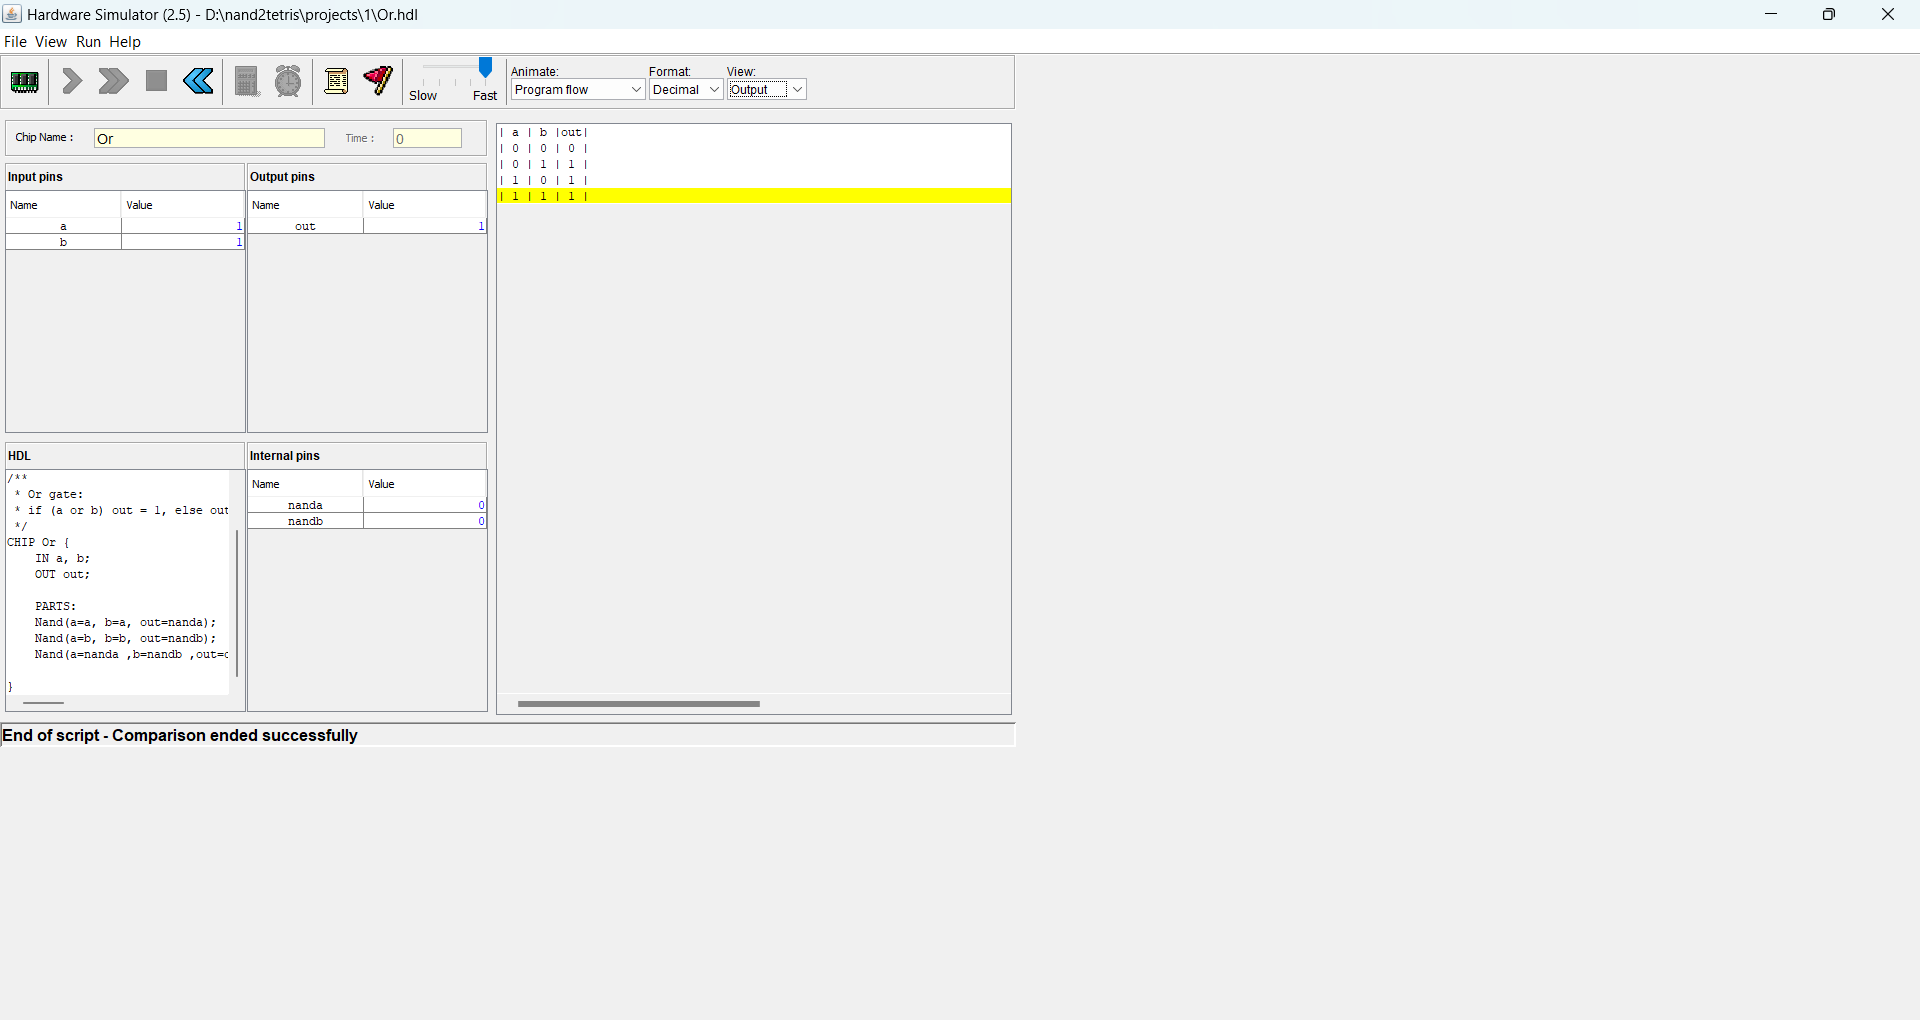 Hardware Simulator (2.5) - D:\nand2tetris\projects\1\Or.hdl
File View Run Help
Slow Fast
Animate: Format: View:
Program flow Decimal Output
Chip Name : Or Time : 0
Input pins
Name Value
a 1
b 1
Output pins
Name Value
out 1
HDL
/**
* Or gate:
* if (a or b) out = 1, else out
*/
CHIP Or {
IN a, b;
OUT out;
PARTS:
Nand(a=a, b=a, out=nanda);
Nand(a=b, b=b, out=nandb);
Nand(a=nanda ,b=nandb ,out=
}
Internal pins
Name Value
nanda 0
nandb 0
| a | b |out|
| 0 | 0 | 0 |
| 0 | 1 | 1 |
| 1 | 0 | 1 |
| 1 | 1 | 1 |
End of script - Comparison ended successfully